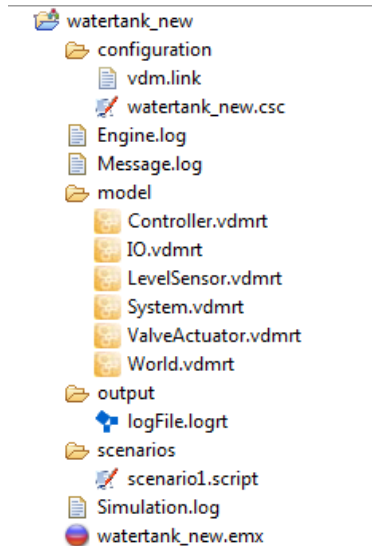 watertank_new
configuration
vdm.link
watertank_new.csc
Engine.log
Message.log
model
Controller.vdmrt
IO.vdmrt
LevelSensor.vdmrt
System.vdmrt
ValveActuator.vdmrt
World.vdmrt
output
logFile.logrt
scenarios
scenario1.script
Simulation.log
watertank_new.emx